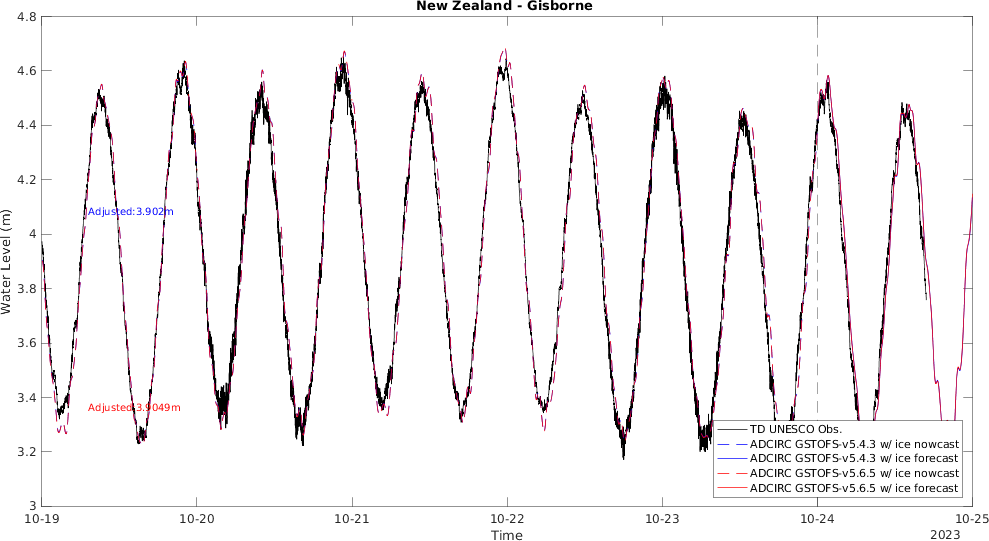 New Zealand - Gisborne
Water Level (m)
4.8
4.6
4.4
4.2
4
3.8
3.6
3.4
3.2
3
Adjusted:3.902m
Adjusted:3.9049m
TD UNESCO Obs.
ADCIRC GSTOFS-v5.4.3 w/ ice nowcast
ADCIRC GSTOFS-v5.4.3 w/ ice forecast
ADCIRC GSTOFS-v5.6.5 w/ ice nowcast
ADCIRC GSTOFS-v5.6.5 w/ ice forecast
10-19 10-20 10-21 10-22 10-23 10-24 10-25
Time
2023